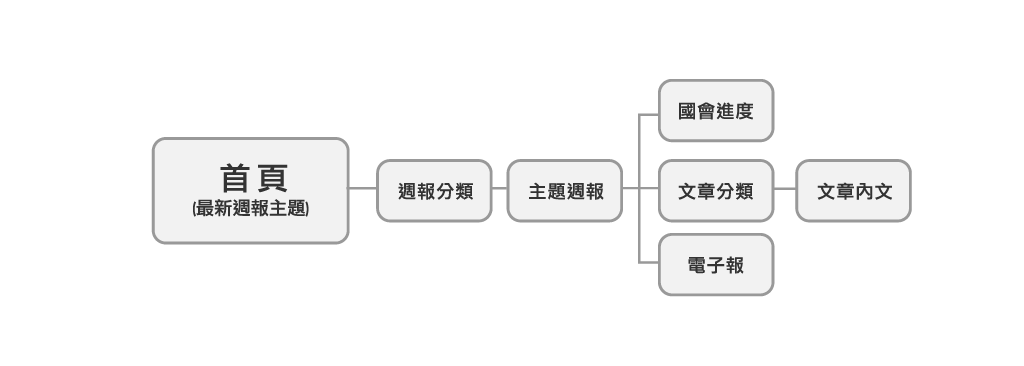 首頁
(最新週報主題)
週報分類
主題週報
國會進度
文章分類
文章內文
電子報